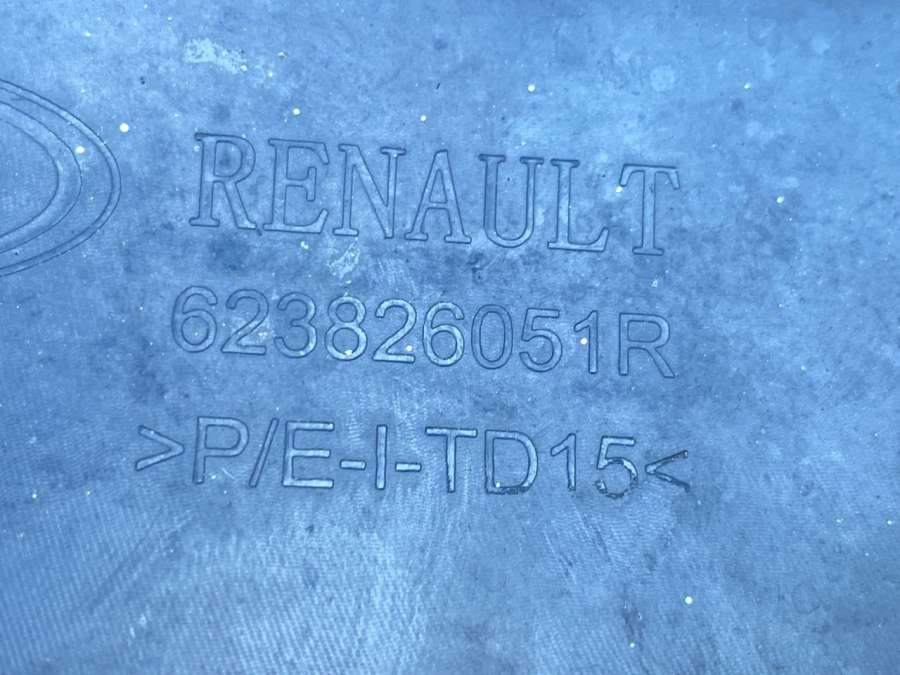 RENAULT
623826051R
>P/E-I-TD15<